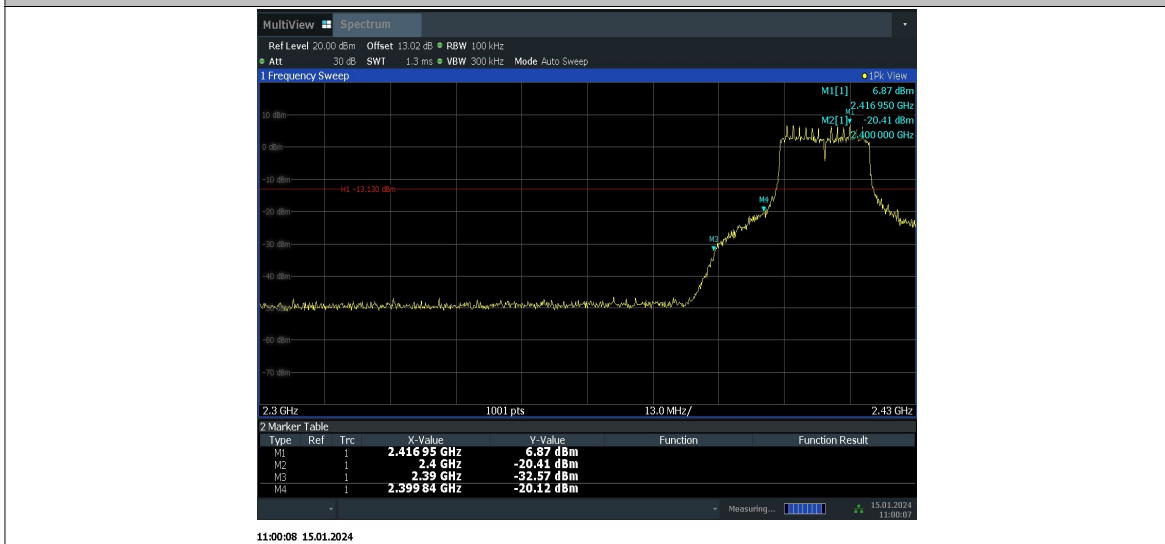 MultiView Spectrum
Ref Level 20.00 dBm Offset 13.02 dB RBW 100 kHz
Att 30 dB SWT 1.3 ms VBW 300 kHz Mode Auto Sweep
1 Frequency Sweep 1Pk View
M1[1] 6.87 dBm
2.416 950 GHz
M1
M2[1] -20.41 dBm
2.400 000 GHz
10 dBm
0 dBm
-10 dBm
H1 -13.130 dBm
M4
-20 dBm
M3
-30 dBm
-40 dBm
-60 dBm
-70 dBm
2.3 GHz 1001 pts 13.0 MHz/ 2.43 GHz
2 Marker Table
Type Ref Trc X-Value Y-Value Function Function Result
M1 1 2.416 95 GHz 6.87 dBm
M2 1 2.4 GHz -20.41 dBm
M3 1 2.39 GHz -32.57 dBm
M4 1 2.399 84 GHz -20.12 dBm
Measuring... 15.01.2024
11:00:07
11:00:08 15.01.2024